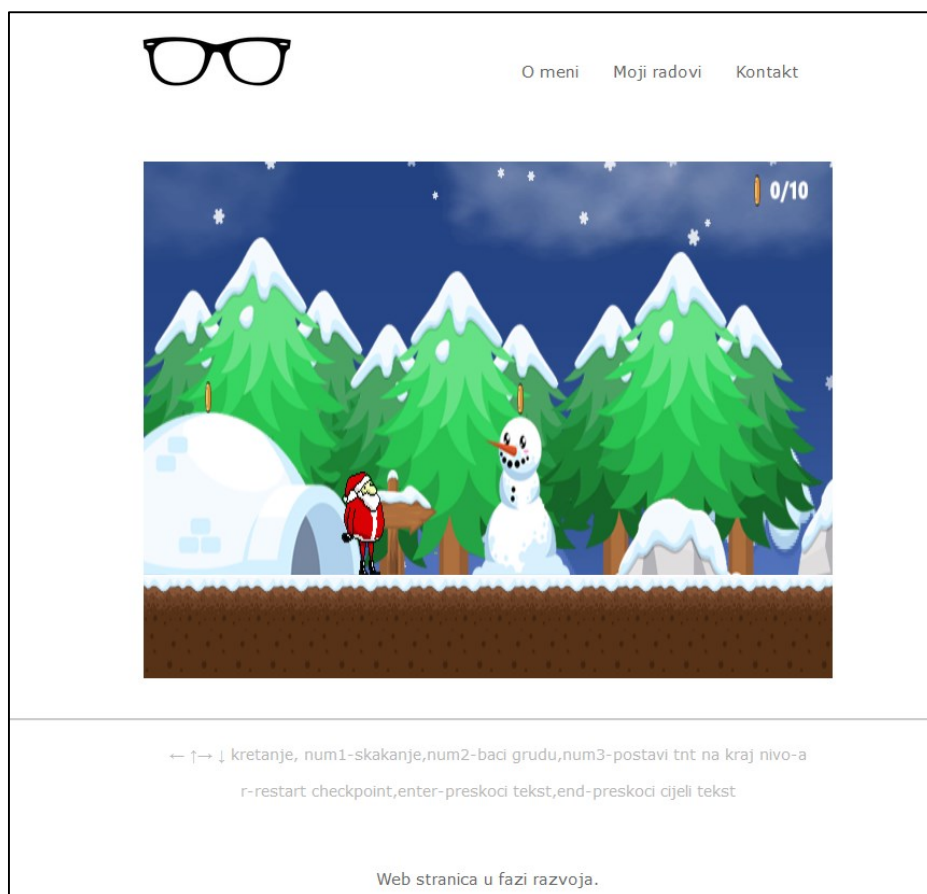 O meni Moji radovi Kontakt
0/10
← ↑→ ↓ kretanje, num1-skakanje,num2-baci grudu,num3-postavi tnt na kraj nivo-a
r-restart checkpoint,enter-preskoci tekst,end-preskoci cijeli tekst
Web stranica u fazi razvoja.